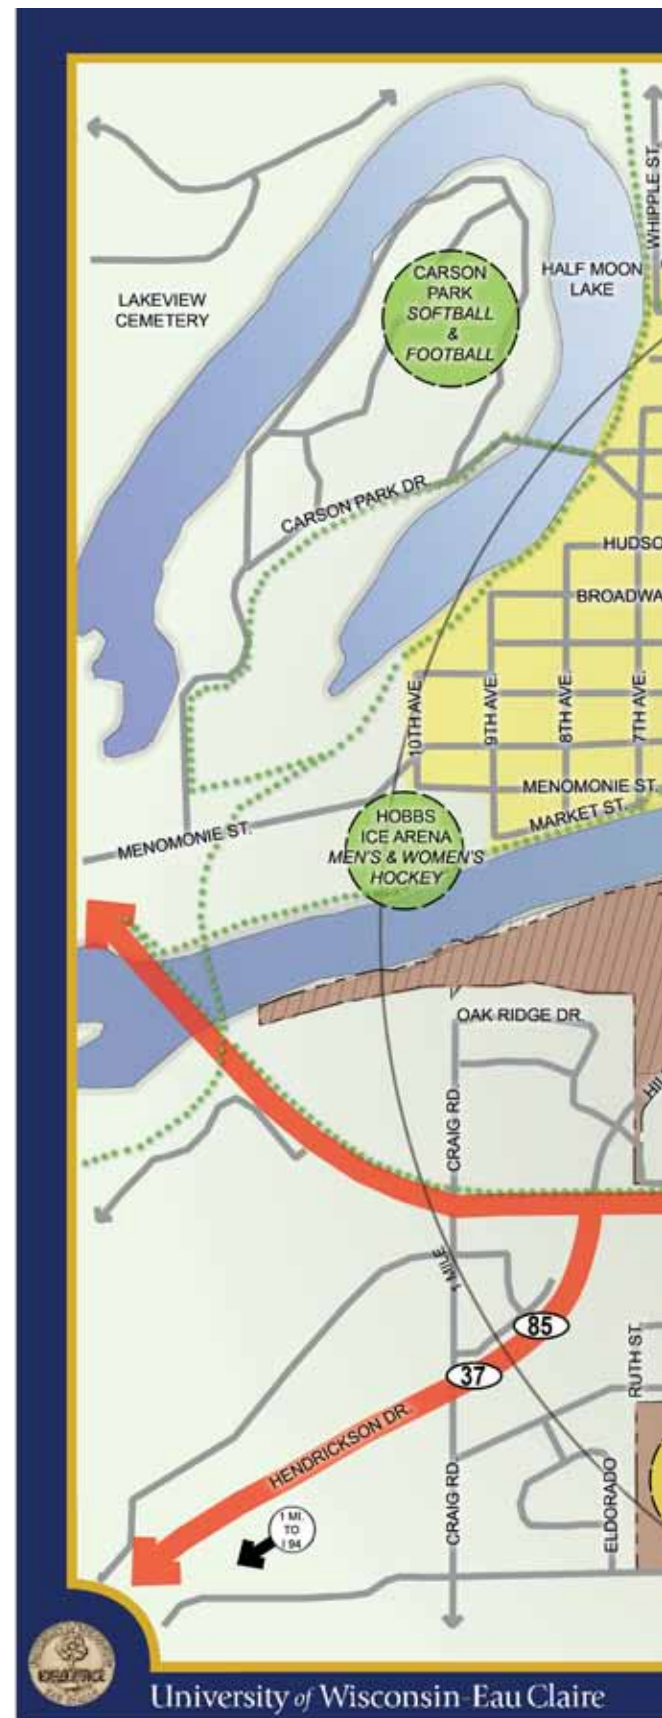 WHIPPLE ST.
CARSON
PARK
SOFTBALL
&
FOOTBALL
HALF MOON
LAKE
LAKEVIEW
CEMETERY
CARSON PARK DR.
HUDSO
BROADWA
10TH AVE.
9TH AVE.
8TH AVE.
7TH AVE.
MENOMONIE ST.
MARKET ST.
HOBBS
ICE ARENA
MEN'S & WOMEN'S
HOCKEY
MENOMONIE ST.
OAK RIDGE DR.
HIL
CRAIG RD.
1 MILE
85
37
RUTH ST.
HENDRICKSON DR.
CRAIG RD.
ELDORADO
1 MI.
TO
I 94
EXCELLENCE
University of Wisconsin-Eau Claire